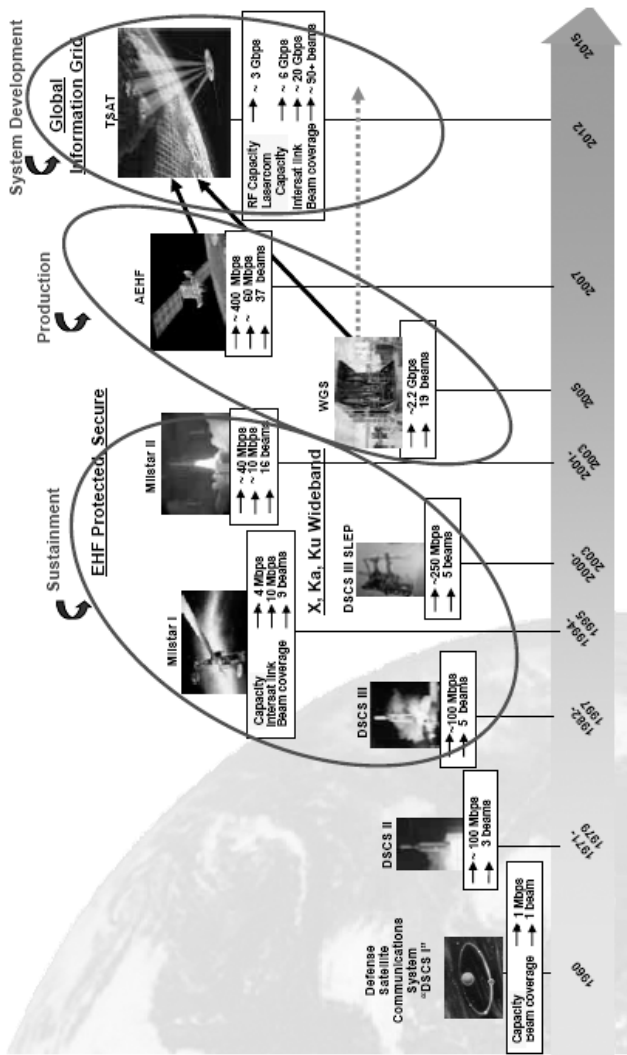 System Development
Global
Information Grid
TSAT
RF Capacity → ~ 3 Gbps
Lasercom
Capacity → ~ 6 Gbps
Intersat link → ~ 20Gbps
Beam coverage → ~ 90+ beams
Production
AEHF
→ ~ 400 Mbps
→ ~ 60 Mbps
→ 37 beams
WGS
→ ~2.2 Gbps
→ 19 beams
Sustainment
EHF Protected, Secure
Milstar II
→ ~ 40 Mbps
→ ~ 10 Mbps
→ 16 beams
Milstar I
Capacity → 4 Mbps
Intersat link → 10 Mbps
Beam coverage → 9 beams
X, Ka, Ku Wideband
DSCS III SLEP
→ ~250 Mbps
→ 5 beams
DSCS III
→ ~100 Mbps
→ 5 beams
DSCS II
→ ~ 100 Mbps
→ 3 beams
Defense
Satellite
Communications
System
"DSCS I"
Capacity → 1 Mbps
Beam coverage → 1 beam
1960
1971-
1979
1982-
1997
1994-
1995
2000-
2003
2001-
2003
2005
2007
2012
2015